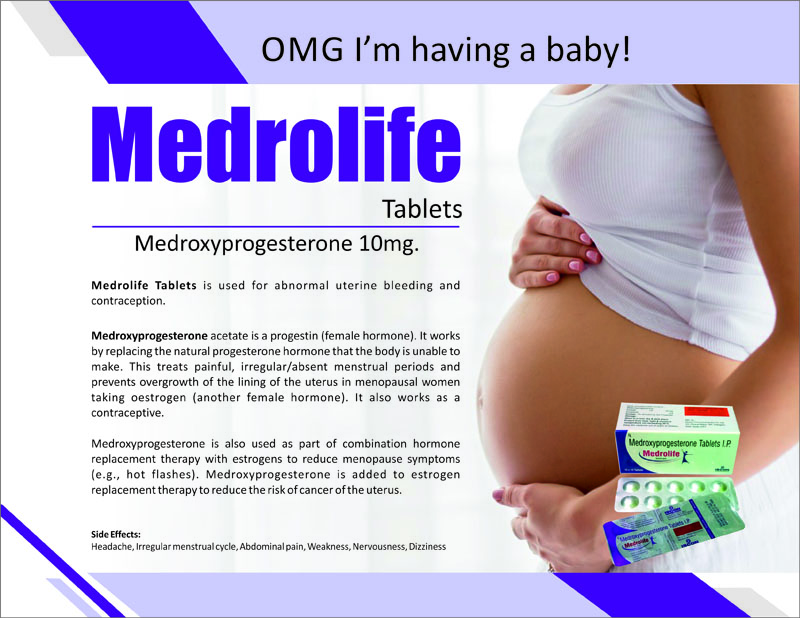 OMG I’m having a baby!
Medrolife
Tablets
Medroxyprogesterone 10mg.
Medrolife Tablets is used for abnormal uterine bleeding and
contraception.
Medroxyprogesterone acetate is a progestin (female hormone). It works
by replacing the natural progesterone hormone that the body is unable to
make. This treats painful, irregular/absent menstrual periods and
prevents overgrowth of the lining of the uterus in menopausal women
taking oestrogen (another female hormone). It also works as a
contraceptive.
Medroxyprogesterone is also used as part of combination hormone
replacement therapy with estrogens to reduce menopause symptoms
(e.g., hot flashes). Medroxyprogesterone is added to estrogen
replacement therapy to reduce the risk of cancer of the uterus.
Side Effects:
Headache, Irregular menstrual cycle, Abdominal pain, Weakness, Nervousness, Dizziness
Medroxyprogesterone Tablets I.P.
Medrolife
Medroxyprogesterone Tablets I.P.
Medrolife